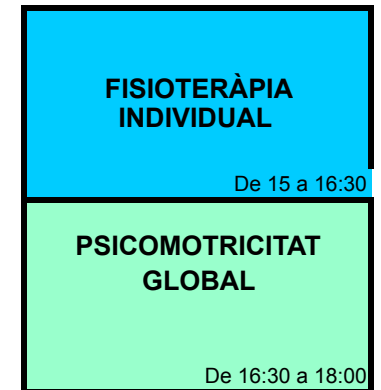 FISIOTERÀPIA
INDIVIDUAL
De 15 a 16:30
PSICOMOTRICITAT
GLOBAL
De 16:30 a 18:00